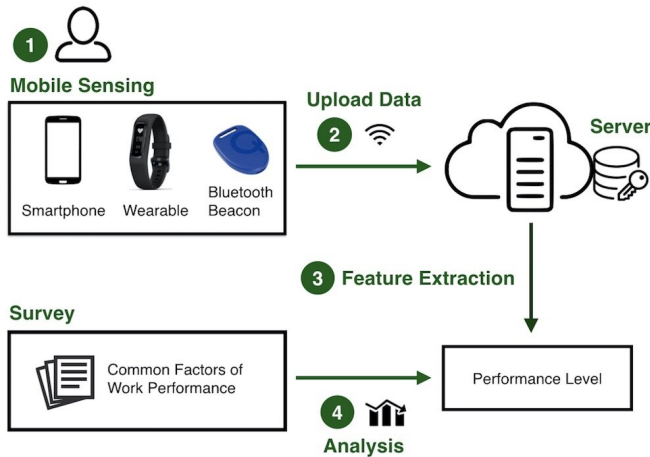 1
Mobile Sensing
Smartphone
Wearable
Bluetooth
Beacon
Upload Data
2
Server
3 Feature Extraction
Survey
Common Factors of
Work Performance
4
Analysis
Performance Level